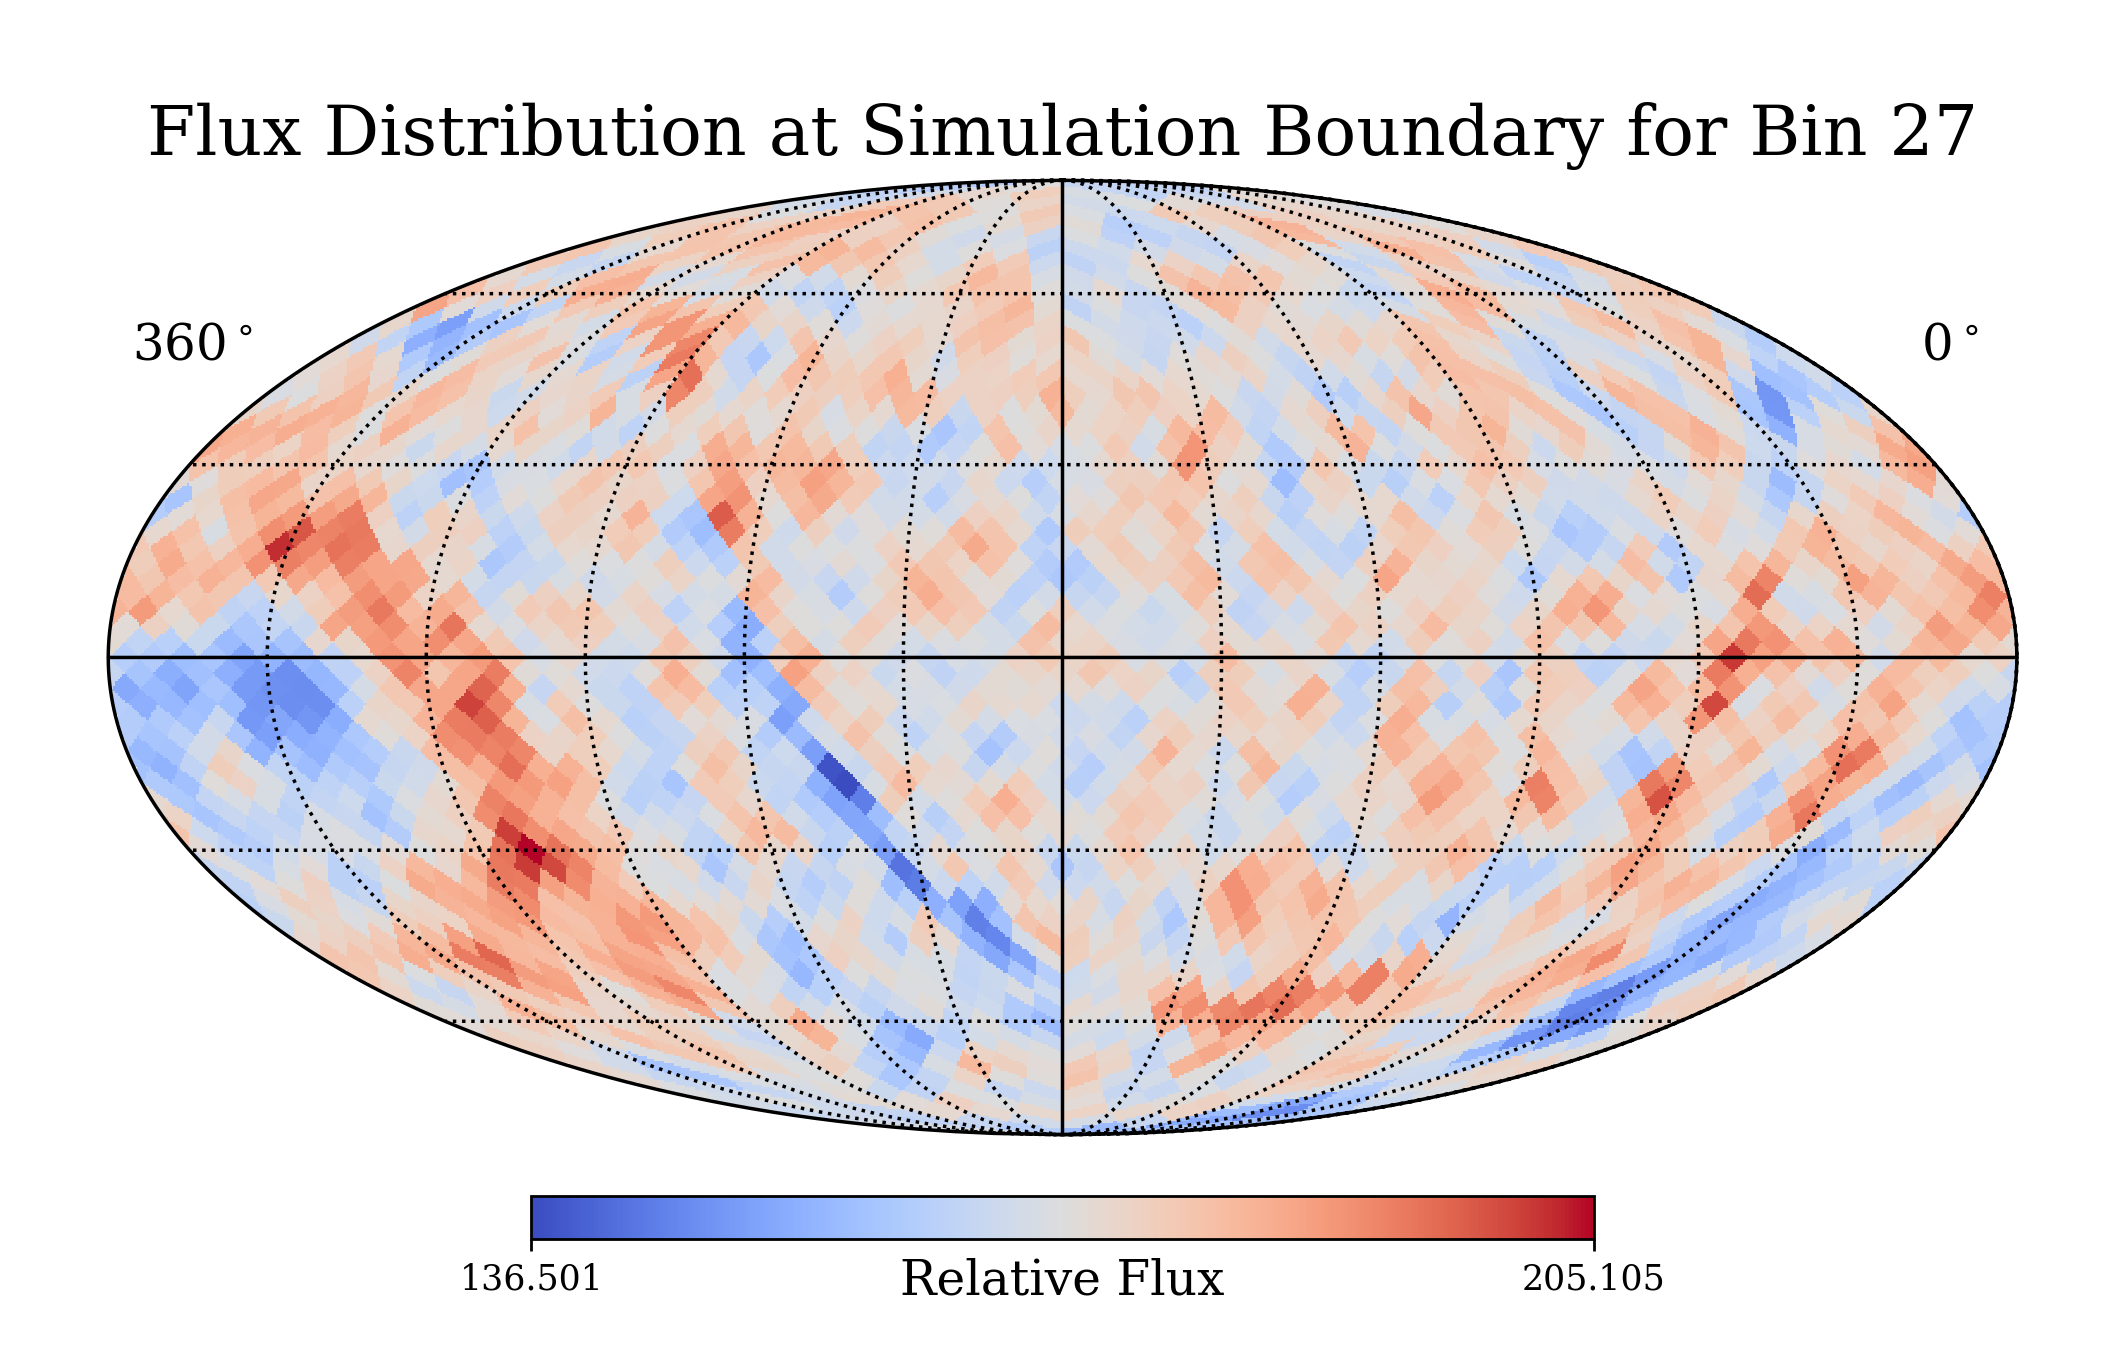 Flux Distribution at Simulation Boundary for Bin 27
360°
0°
136.501
Relative Flux
205.105